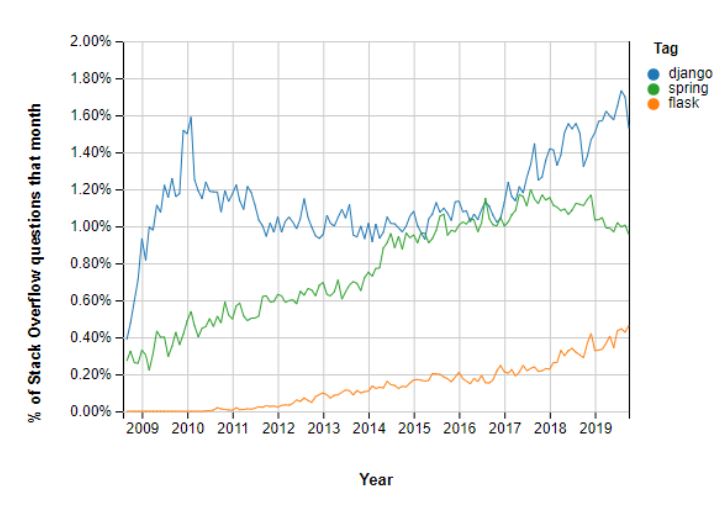 % of Stack Overflow questions that month
2.00%
1.80%
1.60%
1.40%
1.20%
1.00%
0.80%
0.60%
0.40%
0.20%
0.00%
2009 2010 2011 2012 2013 2014 2015 2016 2017 2018 2019
Year
Tag
django
spring
flask